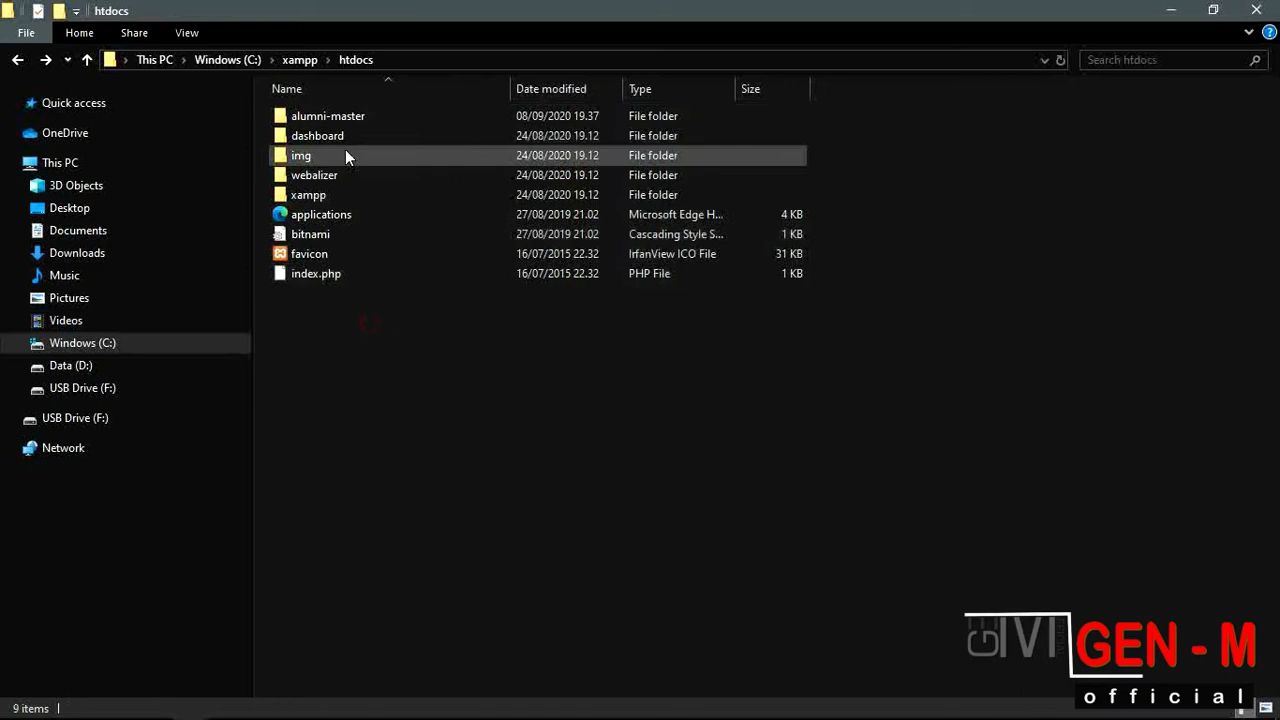 htdocs
File Home Share View
This PC Windows (C:) xampp htdocs Search htdocs
Name Date modified Type Size
Quick access
OneDrive
This PC
3D Objects
Desktop
Documents
Downloads
Music
Pictures
Videos
Windows (C:)
Data (D:)
USB Drive (F:)
USB Drive (F:)
Network
alumni-master 08/09/2020 19.37 File folder
dashboard 24/08/2020 19.12 File folder
img 24/08/2020 19.12 File folder
webalizer 24/08/2020 19.12 File folder
xampp 24/08/2020 19.12 File folder
applications 27/08/2019 21.02 Microsoft Edge H... 4 KB
bitnami 27/08/2019 21.02 Cascading Style S... 1 KB
favicon 16/07/2015 22.32 IrfanView ICO File 31 KB
index.php 16/07/2015 22.32 PHP File 1 KB
GEN - M
official
9 items